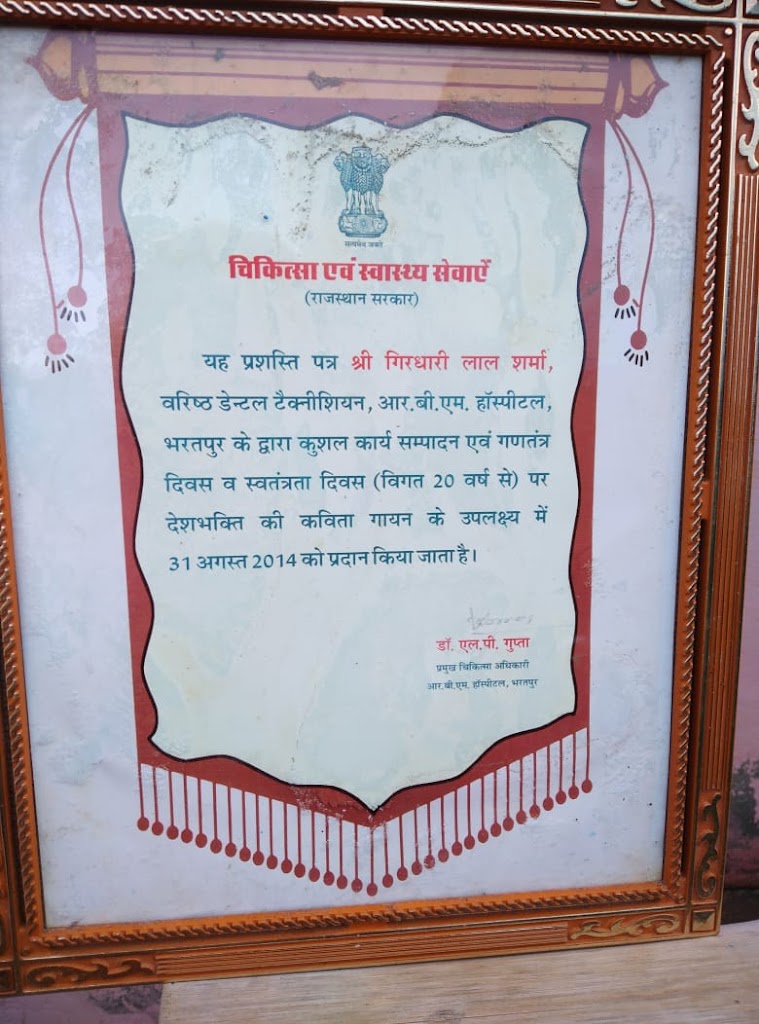 सत्यमेव जयते
चिकित्सा एवं स्वास्थ्य सेवाऐं
(राजस्थान सरकार)
यह प्रशस्ति पत्र श्री गिरधारी लाल शर्मा,
वरिष्ठ डेन्टल टैक्नीशियन, आर.बी.एम. हॉस्पीटल,
भरतपुर के द्वारा कुशल कार्य सम्पादन एवं गणतंत्र
दिवस व स्वतंत्रता दिवस (विगत 20 वर्ष से) पर
देशभक्ति की कविता गायन के उपलक्ष्य में
31 अगस्त 2014 को प्रदान किया जाता है।
डॉ. एल.पी. गुप्ता
प्रमुख चिकित्सा अधिकारी
आर.बी.एम. हॉस्पीटल, भरतपुर